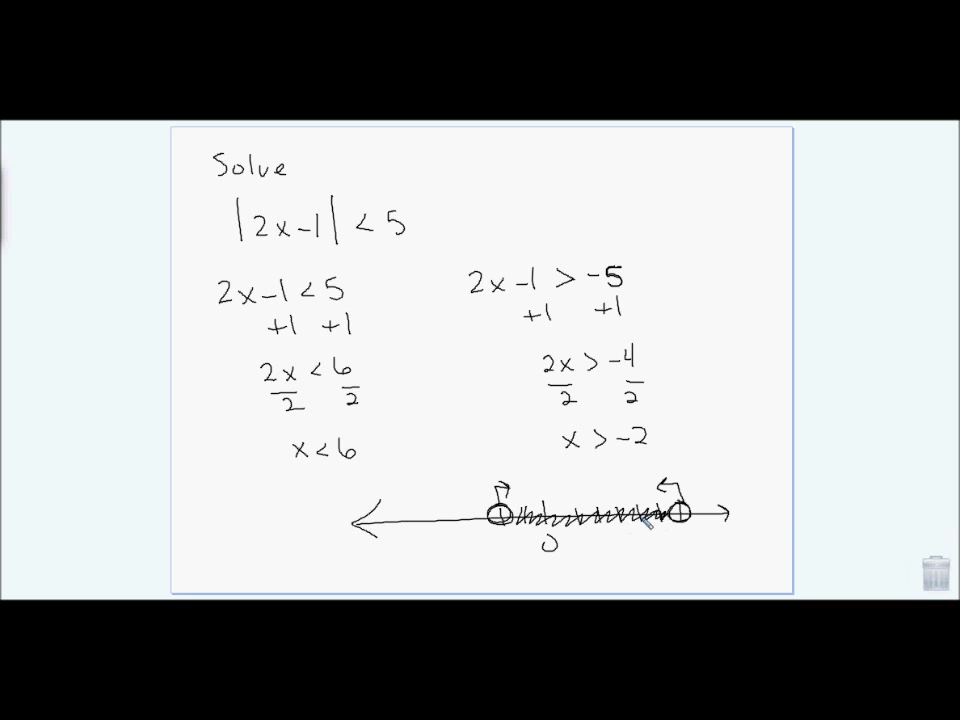 Solve
|2x-1| < 5
2x-1 < 5
+1 +1
2x < 6
2 2
x < 6
2x-1 > -5
+1 +1
2x > -4
2 2
x > -2
0